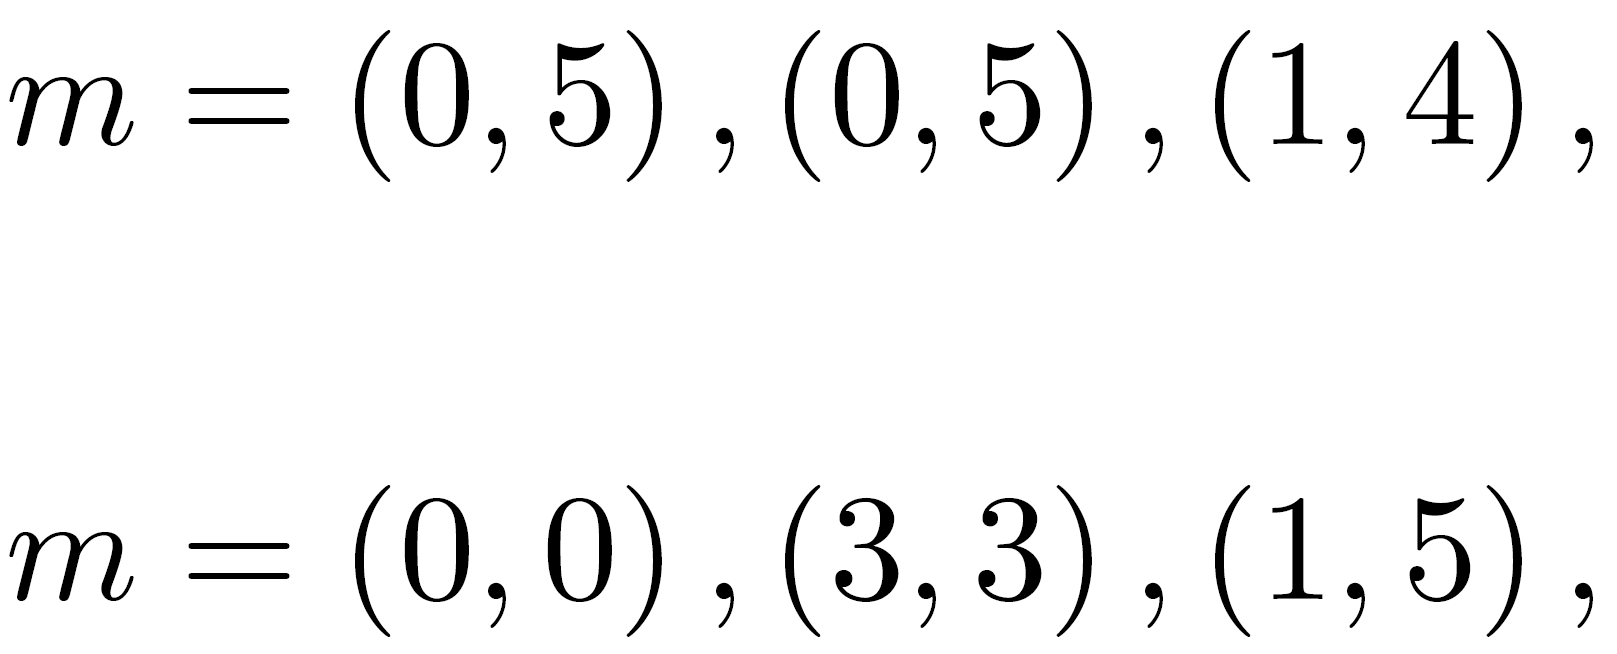 m = (0, 5) , (0, 5) , (1, 4) ,
m = (0, 0) , (3, 3) , (1, 5) ,